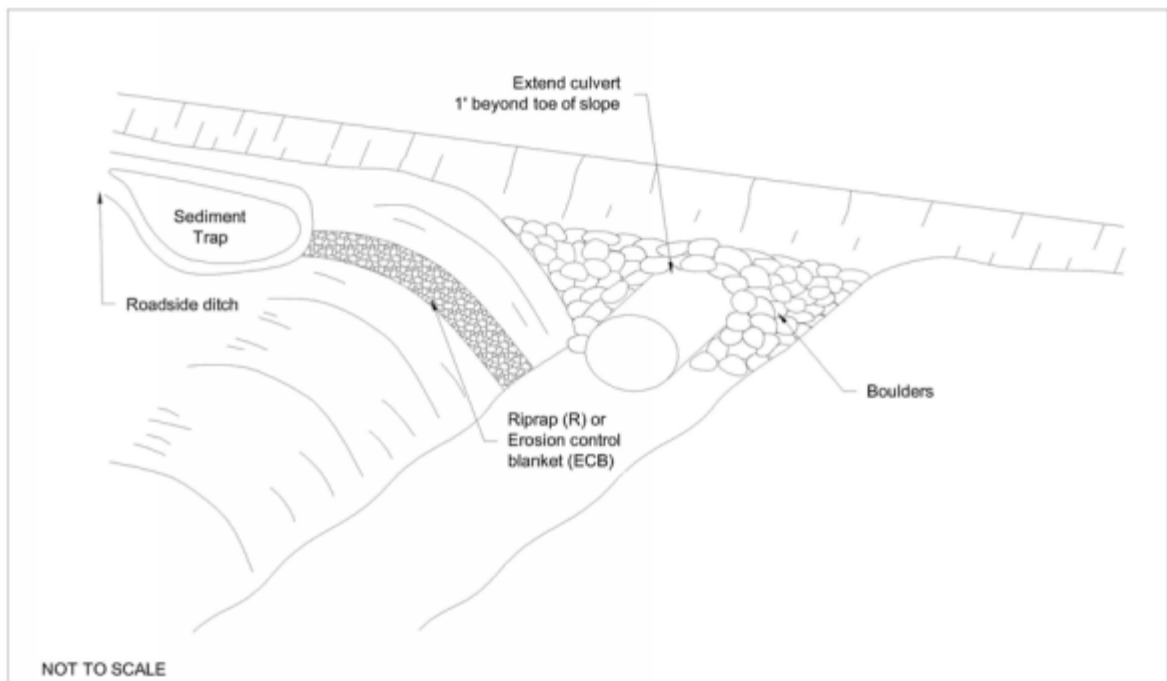 Extend culvert
1' beyond toe of slope
Sediment
Trap
Roadside ditch
Boulders
Riprap (R) or
Erosion control
blanket (ECB)
NOT TO SCALE